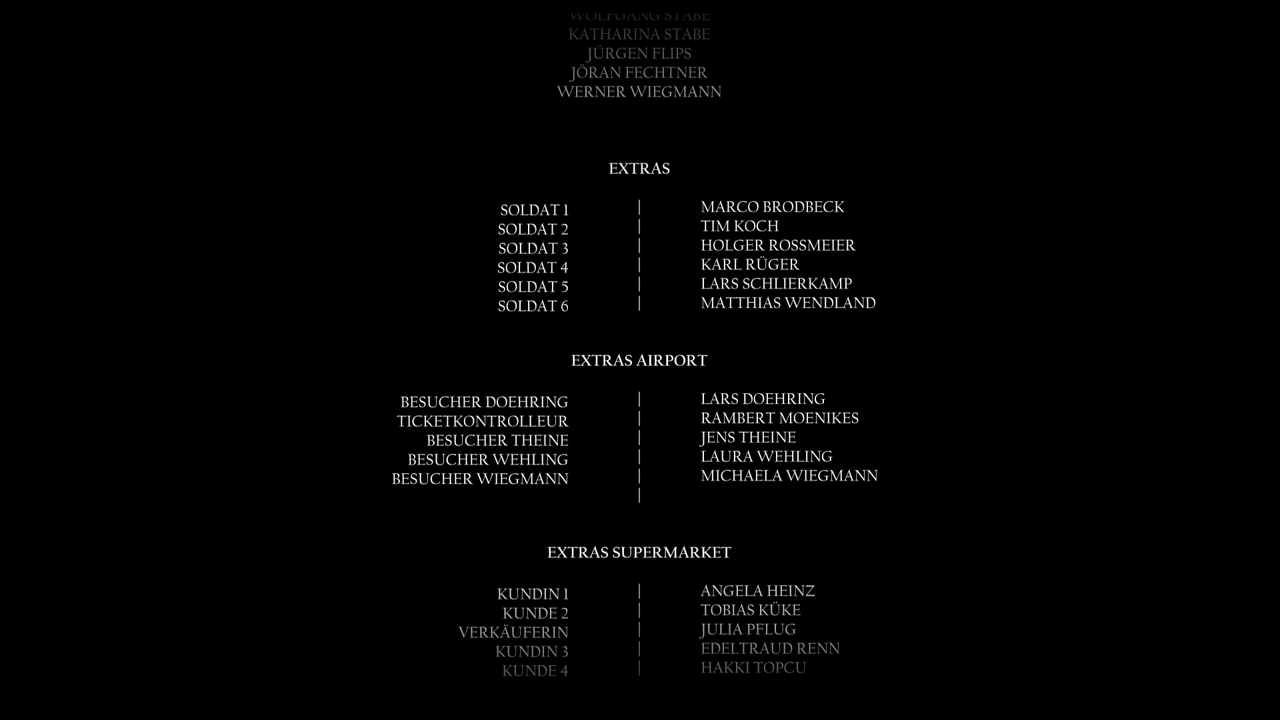 WOLFGANG STABE
KATHARINA STABE
JÜRGEN FLIPS
JÖRAN FECHTNER
WERNER WIEGMANN
EXTRAS
SOLDAT 1 | MARCO BRODBECK
SOLDAT 2 | TIM KOCH
SOLDAT 3 | HOLGER ROSSMEIER
SOLDAT 4 | KARL RÜGER
SOLDAT 5 | LARS SCHLIERKAMP
SOLDAT 6 | MATTHIAS WENDLAND
EXTRAS AIRPORT
BESUCHER DOEHRING | LARS DOEHRING
TICKETKONTROLLEUR | RAMBERT MOENIKES
BESUCHER THEINE | JENS THEINE
BESUCHER WEHLING | LAURA WEHLING
BESUCHER WIEGMANN | MICHAELA WIEGMANN
|
EXTRAS SUPERMARKET
KUNDIN 1 | ANGELA HEINZ
KUNDE 2 | TOBIAS KÜKE
VERKÄUFERIN | JULIA PFLUG
KUNDIN 3 | EDELTRAUD RENN
KUNDE 4 | HAKKI TOPCU